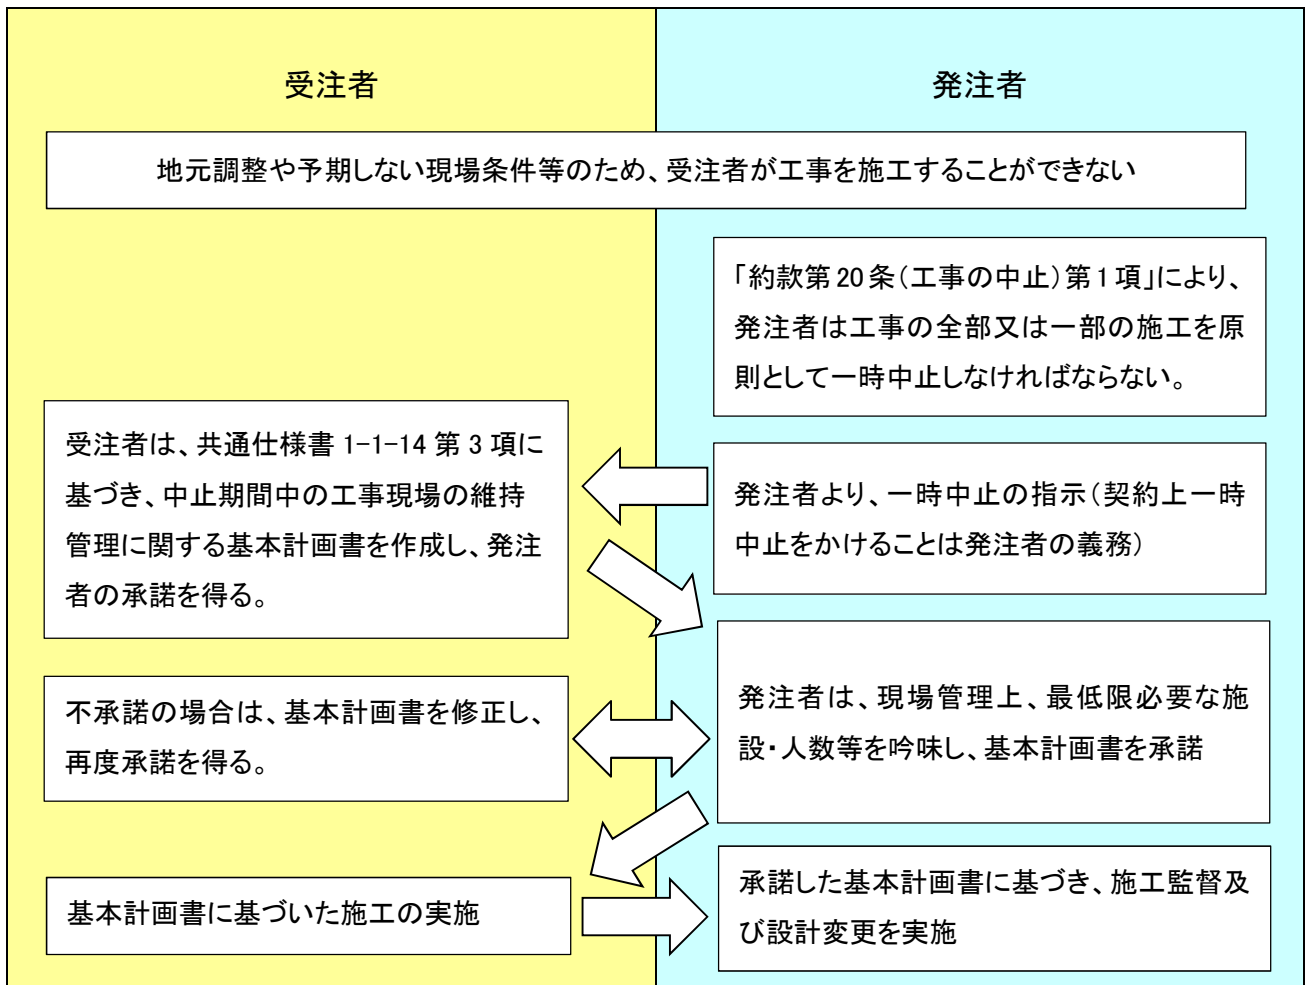 受注者
発注者
地元調整や予期しない現場条件等のため、受注者が工事を施工することができない
「約款第20条（工事の中止）第1項」により、
発注者は工事の全部又は一部の施工を原
則として一時中止しなければならない。
受注者は、共通仕様書 1-1-14 第 3 項に
基づき、中止期間中の工事現場の維持
管理に関する基本計画書を作成し、発注
者の承諾を得る。
発注者より、一時中止の指示（契約上一時
中止をかけることは発注者の義務）
不承諾の場合は、基本計画書を修正し、
再度承諾を得る。
発注者は、現場管理上、最低限必要な施
設・人数等を吟味し、基本計画書を承諾
基本計画書に基づいた施工の実施
承諾した基本計画書に基づき、施工監督及
び設計変更を実施